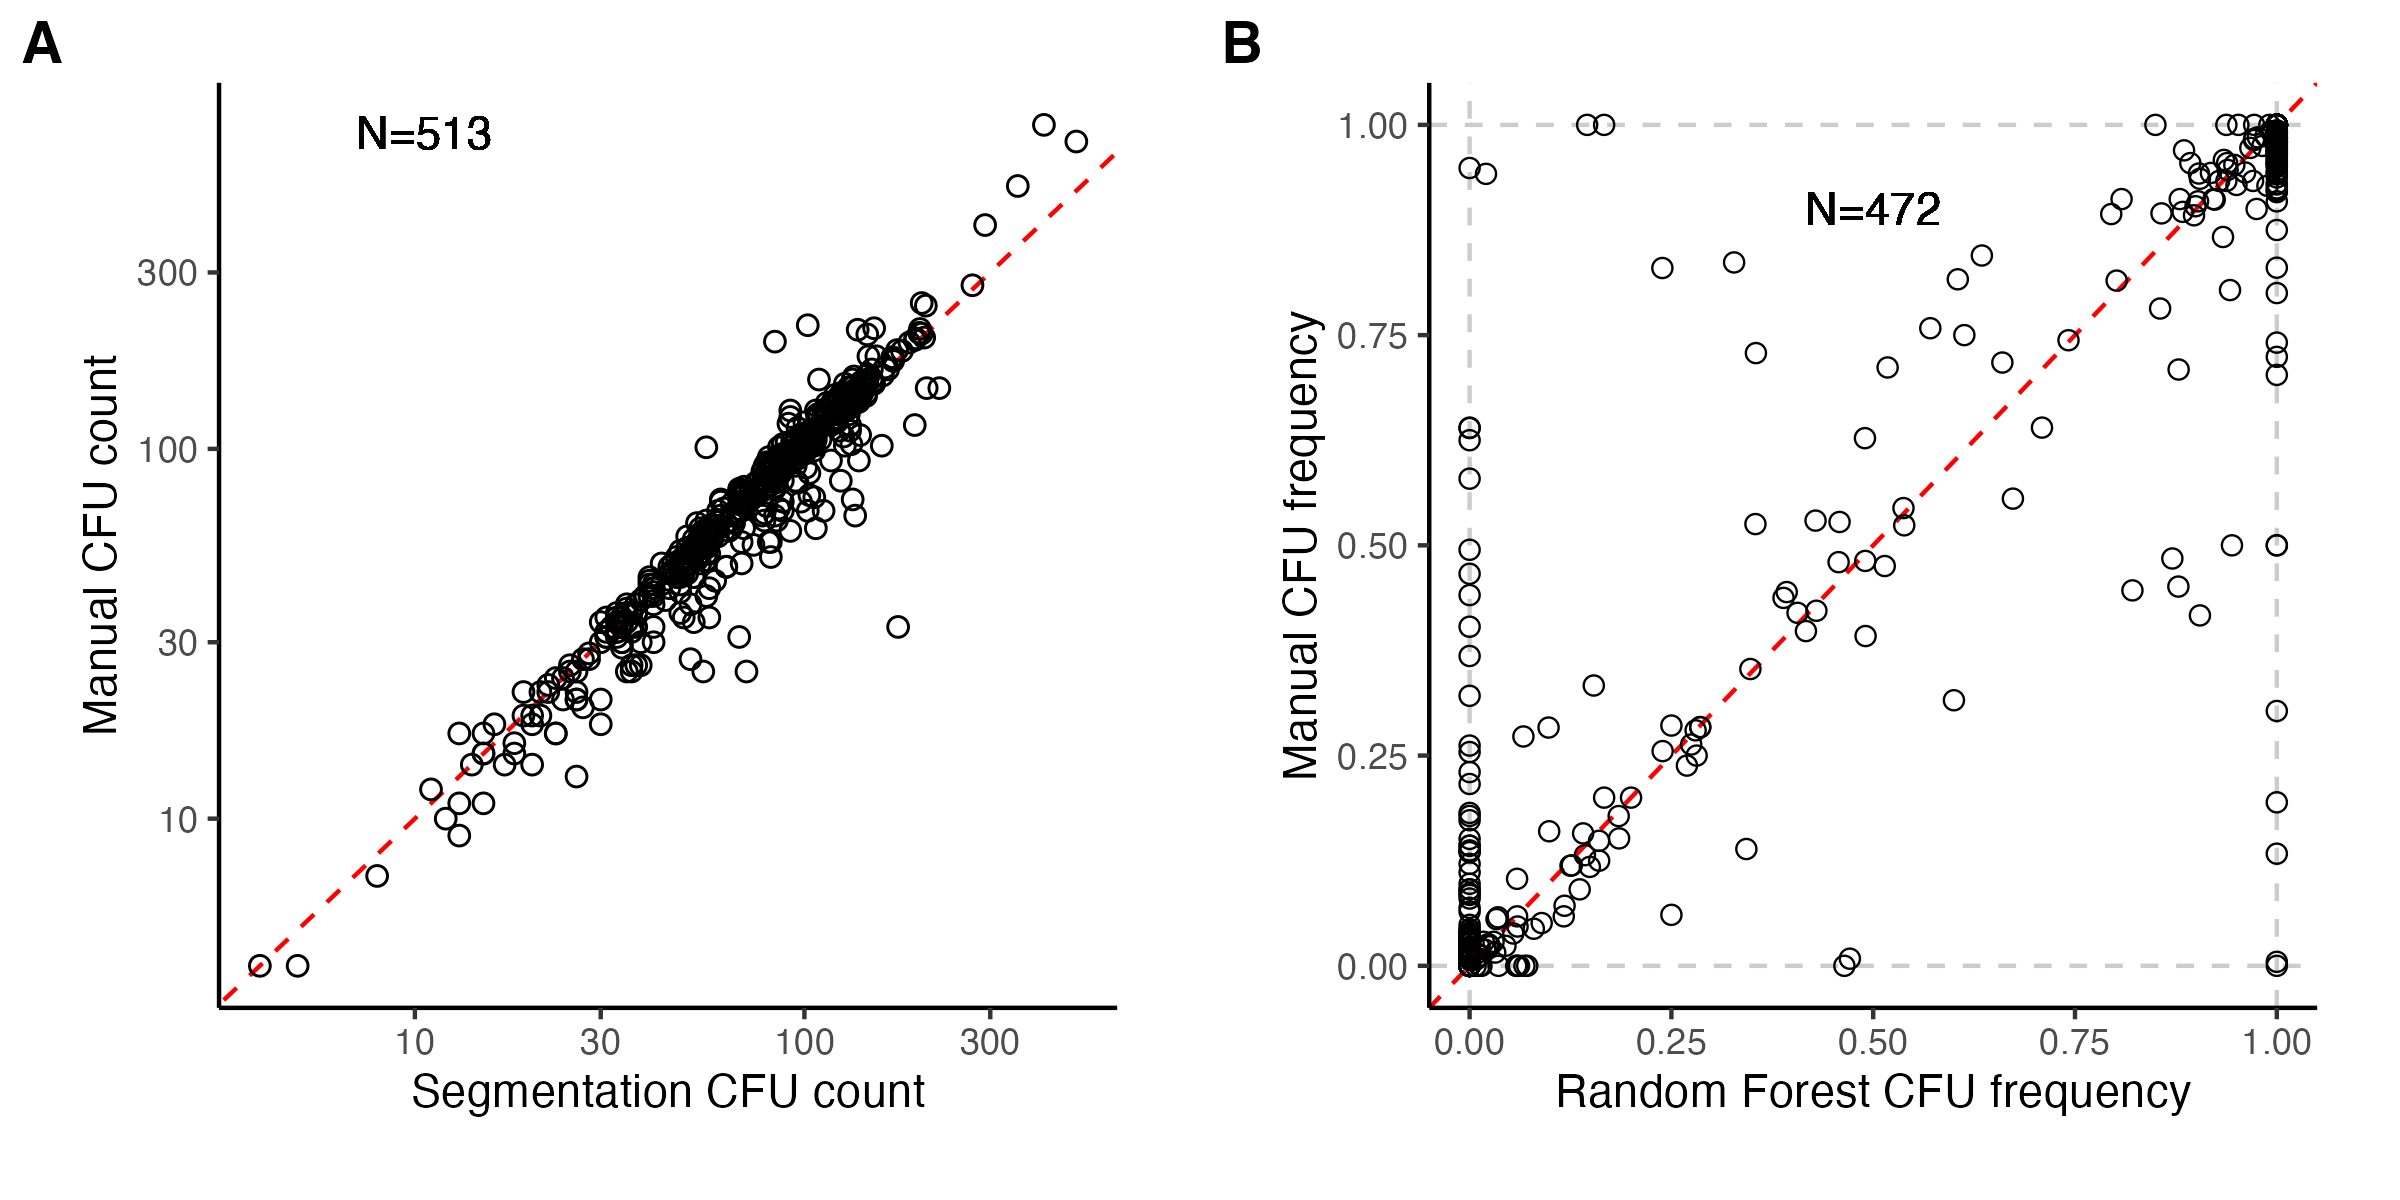 A
N=513
Manual CFU count
300
100
30
10
10 30 100 300
Segmentation CFU count
B
N=472
Manual CFU frequency
1.00
0.75
0.50
0.25
0.00
0.00 0.25 0.50 0.75 1.00
Random Forest CFU frequency